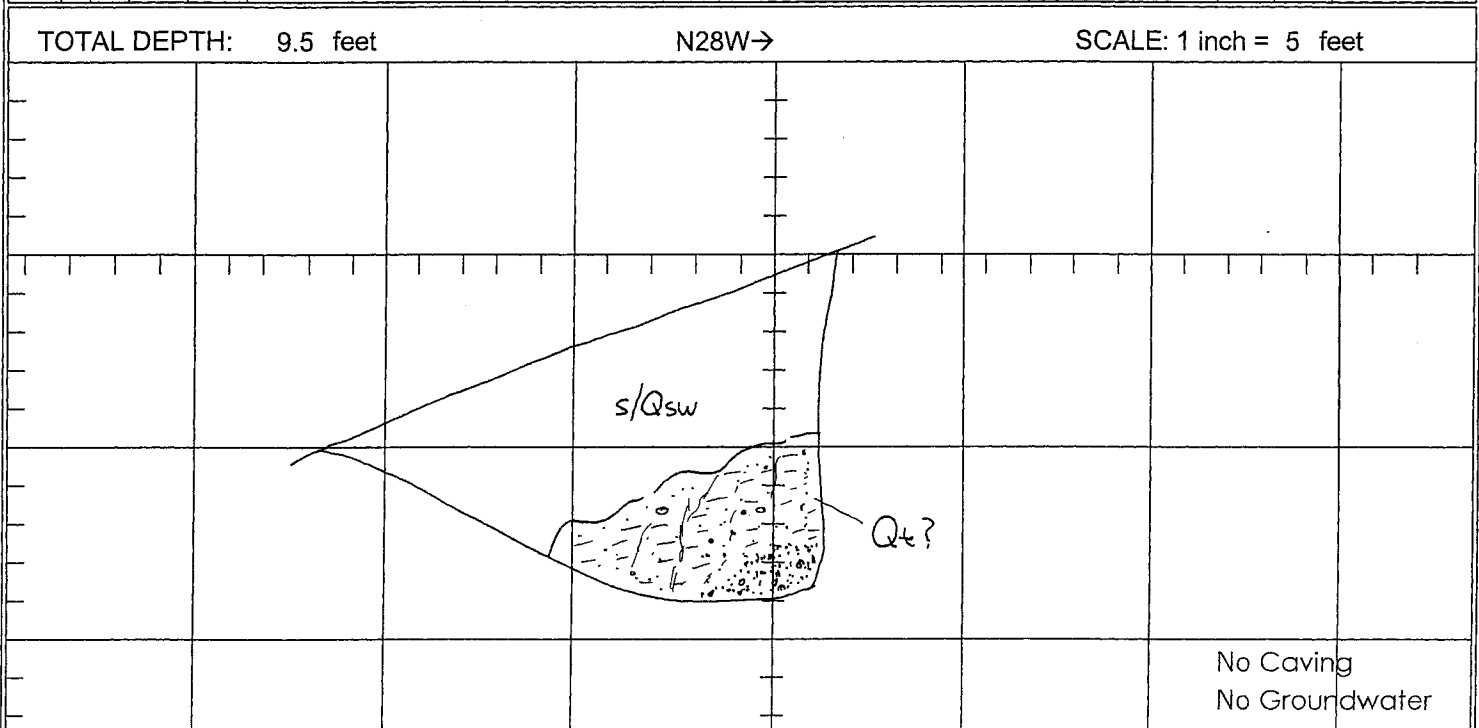 TOTAL DEPTH: 9.5 feet N28W→ SCALE: 1 inch = 5 feet
s/Qsw
Qt?
No Caving
No Groundwater